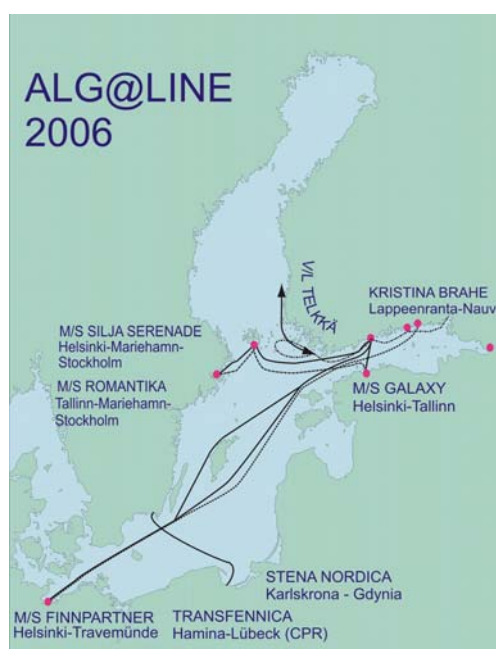 ALG@LINE
2006
V/L TELKKÄ
KRISTINA BRAHE
Lappeenranta-Nauv
M/S SILJA SERENADE
Helsinki-Mariehamn-
Stockholm
M/S ROMANTIKA
Tallinn-Mariehamn-
Stockholm
M/S GALAXY
Helsinki-Tallinn
STENA NORDICA
Karlskrona - Gdynia
M/S FINNPARTNER
Helsinki-Travemünde
TRANSFENNICA
Hamina-Lübeck (CPR)